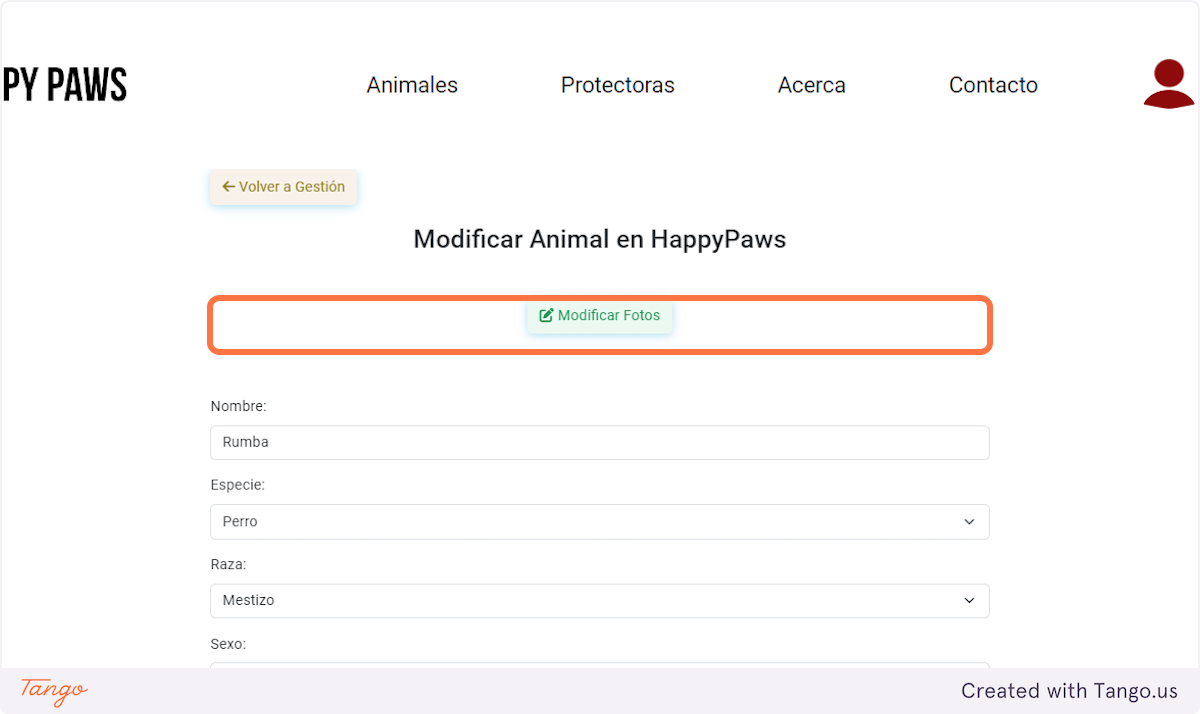 PY PAWS
Animales
Protectoras
Acerca
Contacto
Volver a Gestión
Modificar Animal en HappyPaws
Modificar Fotos
Nombre:
Rumba
Especie:
Perro
Raza:
Mestizo
Sexo:
Tango
Created with Tango.us